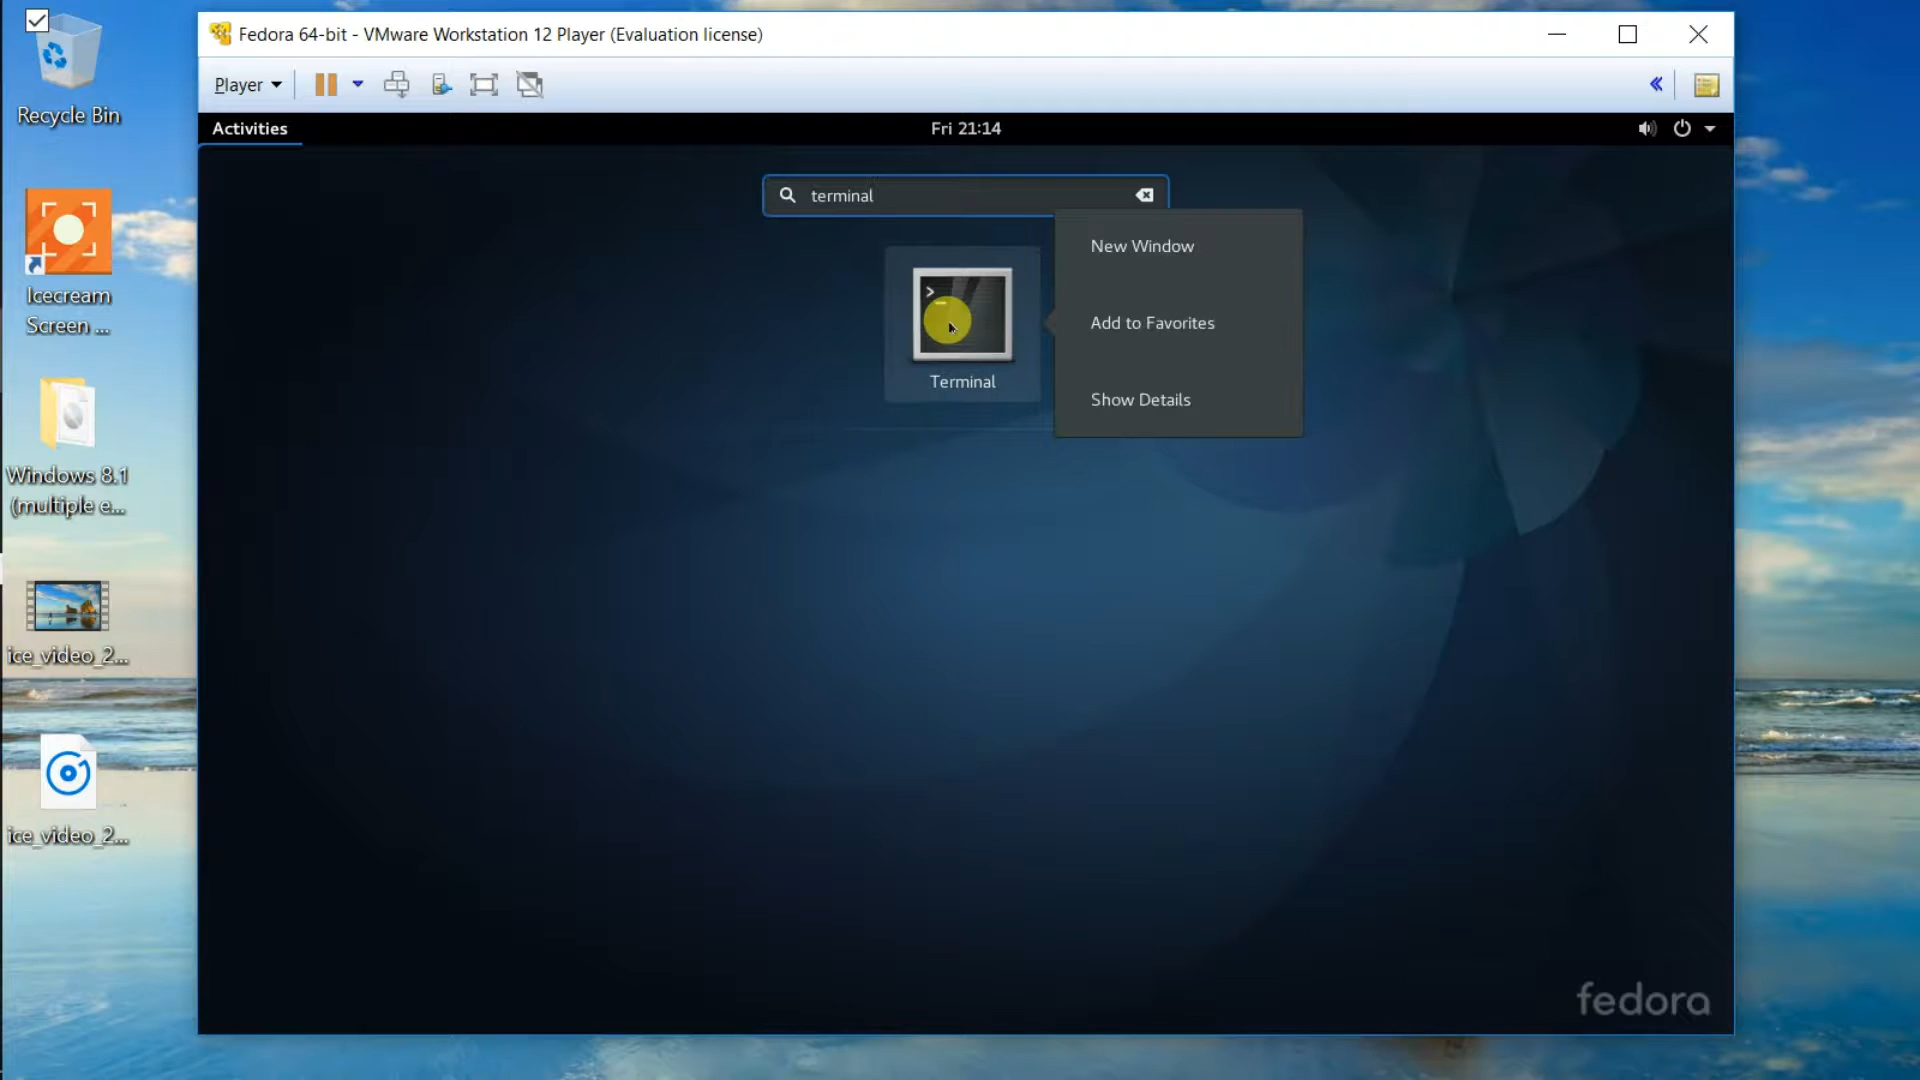 Fedora 64-bit - VMware Workstation 12 Player (Evaluation license)
Player
Activities
Fri 21:14
terminal
New Window
Add to Favorites
Show Details
Terminal
fedora
Recycle Bin
Icecream
Screen ...
Windows 8.1
(multiple e...
ice_video_2...
ice_video_2...